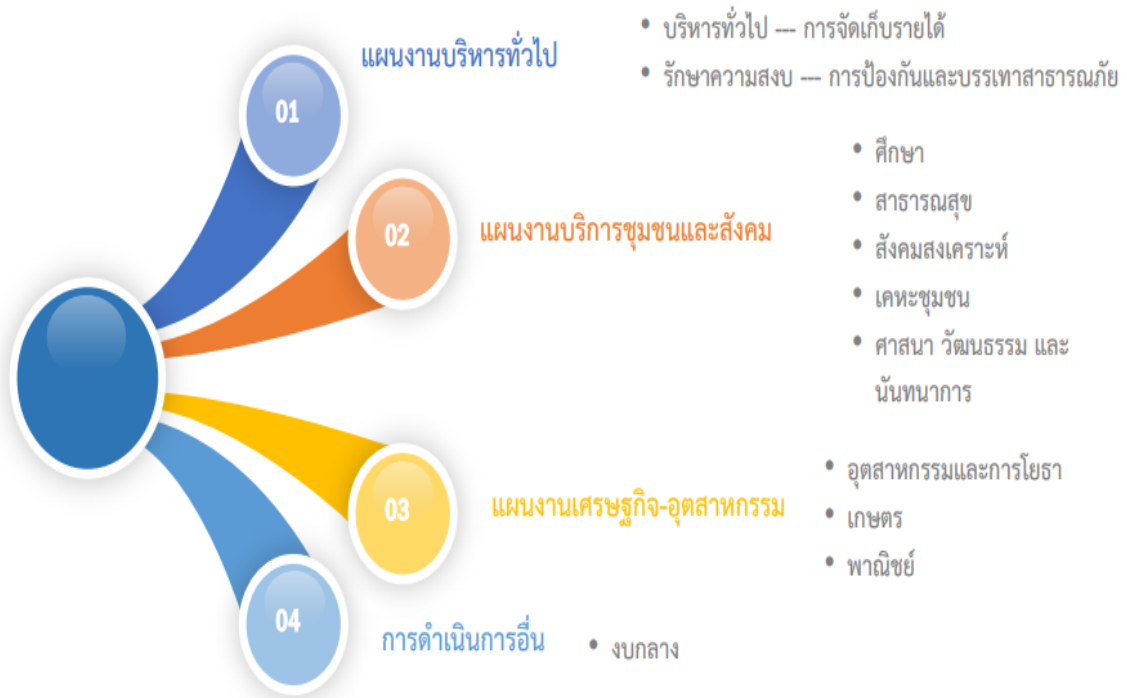 01
แผนงานบริหารทั่วไป
• บริหารทั่วไป --- การจัดเก็บรายได้
• รักษาความสงบ --- การป้องกันและบรรเทาสาธารณภัย
02
แผนงานบริการชุมชนและสังคม
• ศึกษา
• สาธารณสุข
• สังคมสงเคราะห์
• เคหะชุมชน
• ศาสนา วัฒนธรรม และ
นันทนาการ
03
แผนงานเศรษฐกิจ-อุตสาหกรรม
• อุตสาหกรรมและการโยธา
• เกษตร
• พาณิชย์
04
การดำเนินการอื่น
• งบกลาง